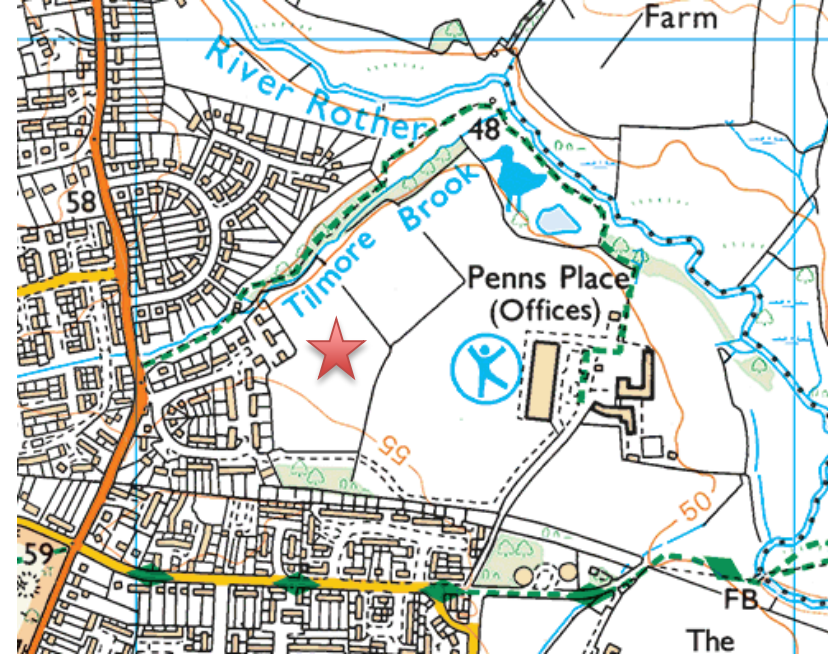 Farm
River Rother
48
58
Tilmore Brook
Penns Place
(Offices)
55
50
59
FB
The